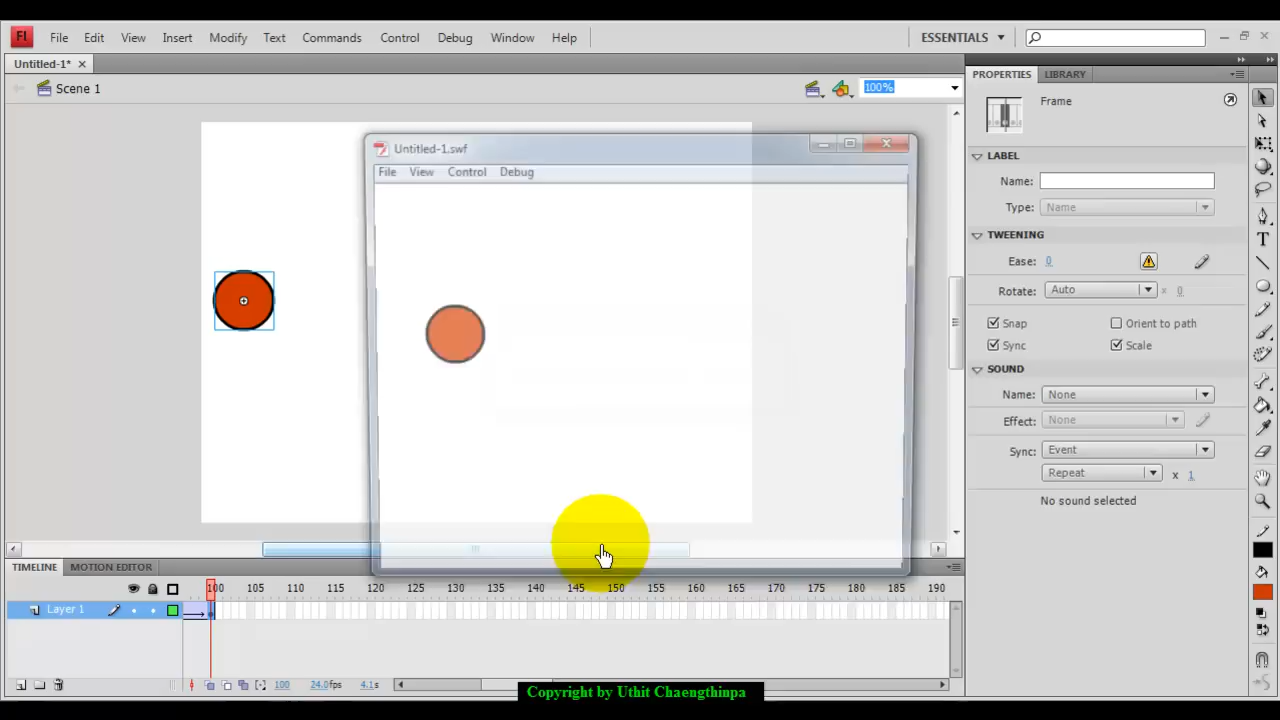 Fl File Edit View Insert Modify Text Commands Control Debug Window Help ESSENTIALS
Untitled-1* ×
Scene 1 100%
Untitled-1.swf
File View Control Debug
PROPERTIES LIBRARY
Frame
LABEL
Name:
Type: Name
TWEENING
Ease: 0
Rotate: Auto x 0
Snap Orient to path
Sync Scale
SOUND
Name: None
Effect: None
Sync: Event
Repeat x 1
No sound selected
TIMELINE MOTION EDITOR
100 105 110 115 120 125 130 135 140 145 150 155 160 165 170 175 180 185 190
Layer 1
100 24.0fps 4.1s
Copyright by Uthit Chaengthinpa